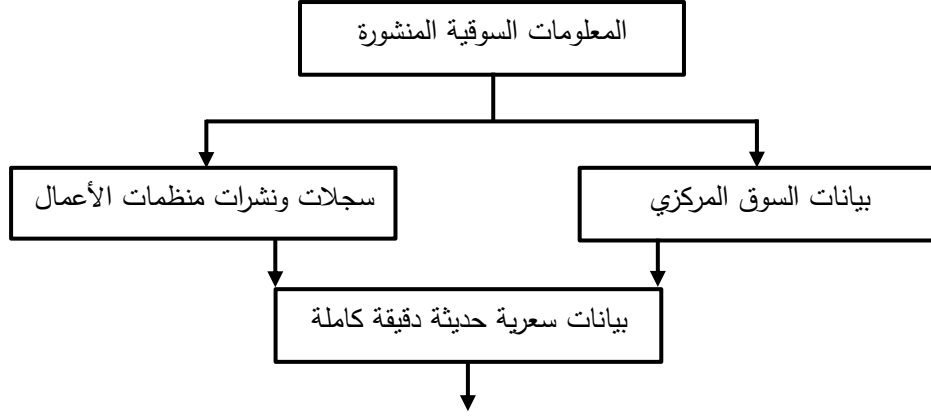 المعلومات السوقية المنشورة
بيانات السوق المركزي
سجلات ونشرات منظمات الأعمال
بيانات سعرية حديثة دقيقة كاملة